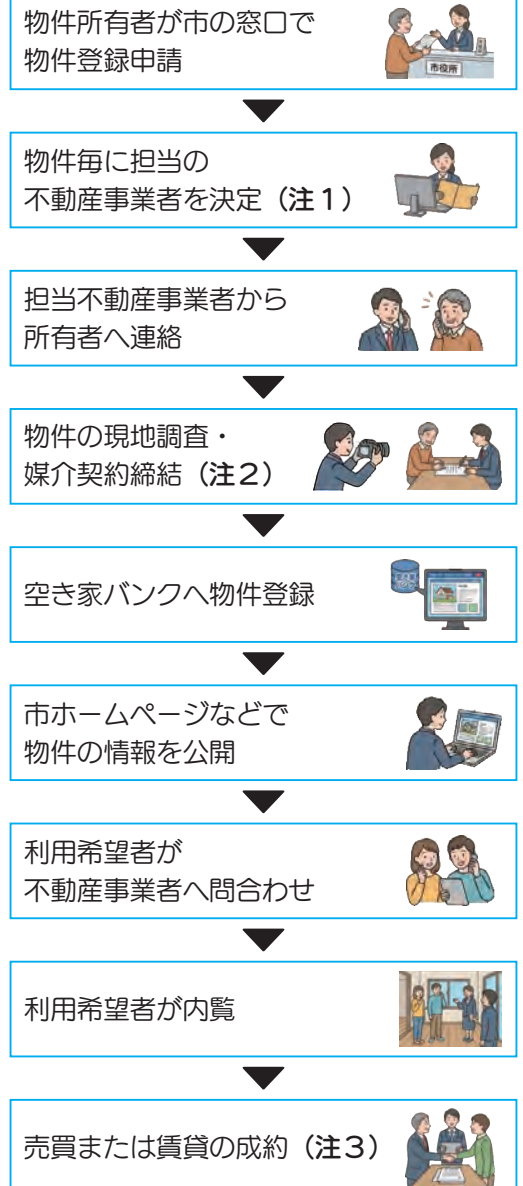 物件所有者が市の窓口で
物件登録申請
市役所
物件毎に担当の
不動産事業者を決定（注１）
担当不動産事業者から
所有者へ連絡
物件の現地調査・
媒介契約締結（注２）
空き家バンクへ物件登録
市ホームページなどで
物件の情報を公開
利用希望者が
不動産事業者へ問合わせ
利用希望者が内覧
売買または賃貸の成約（注３）